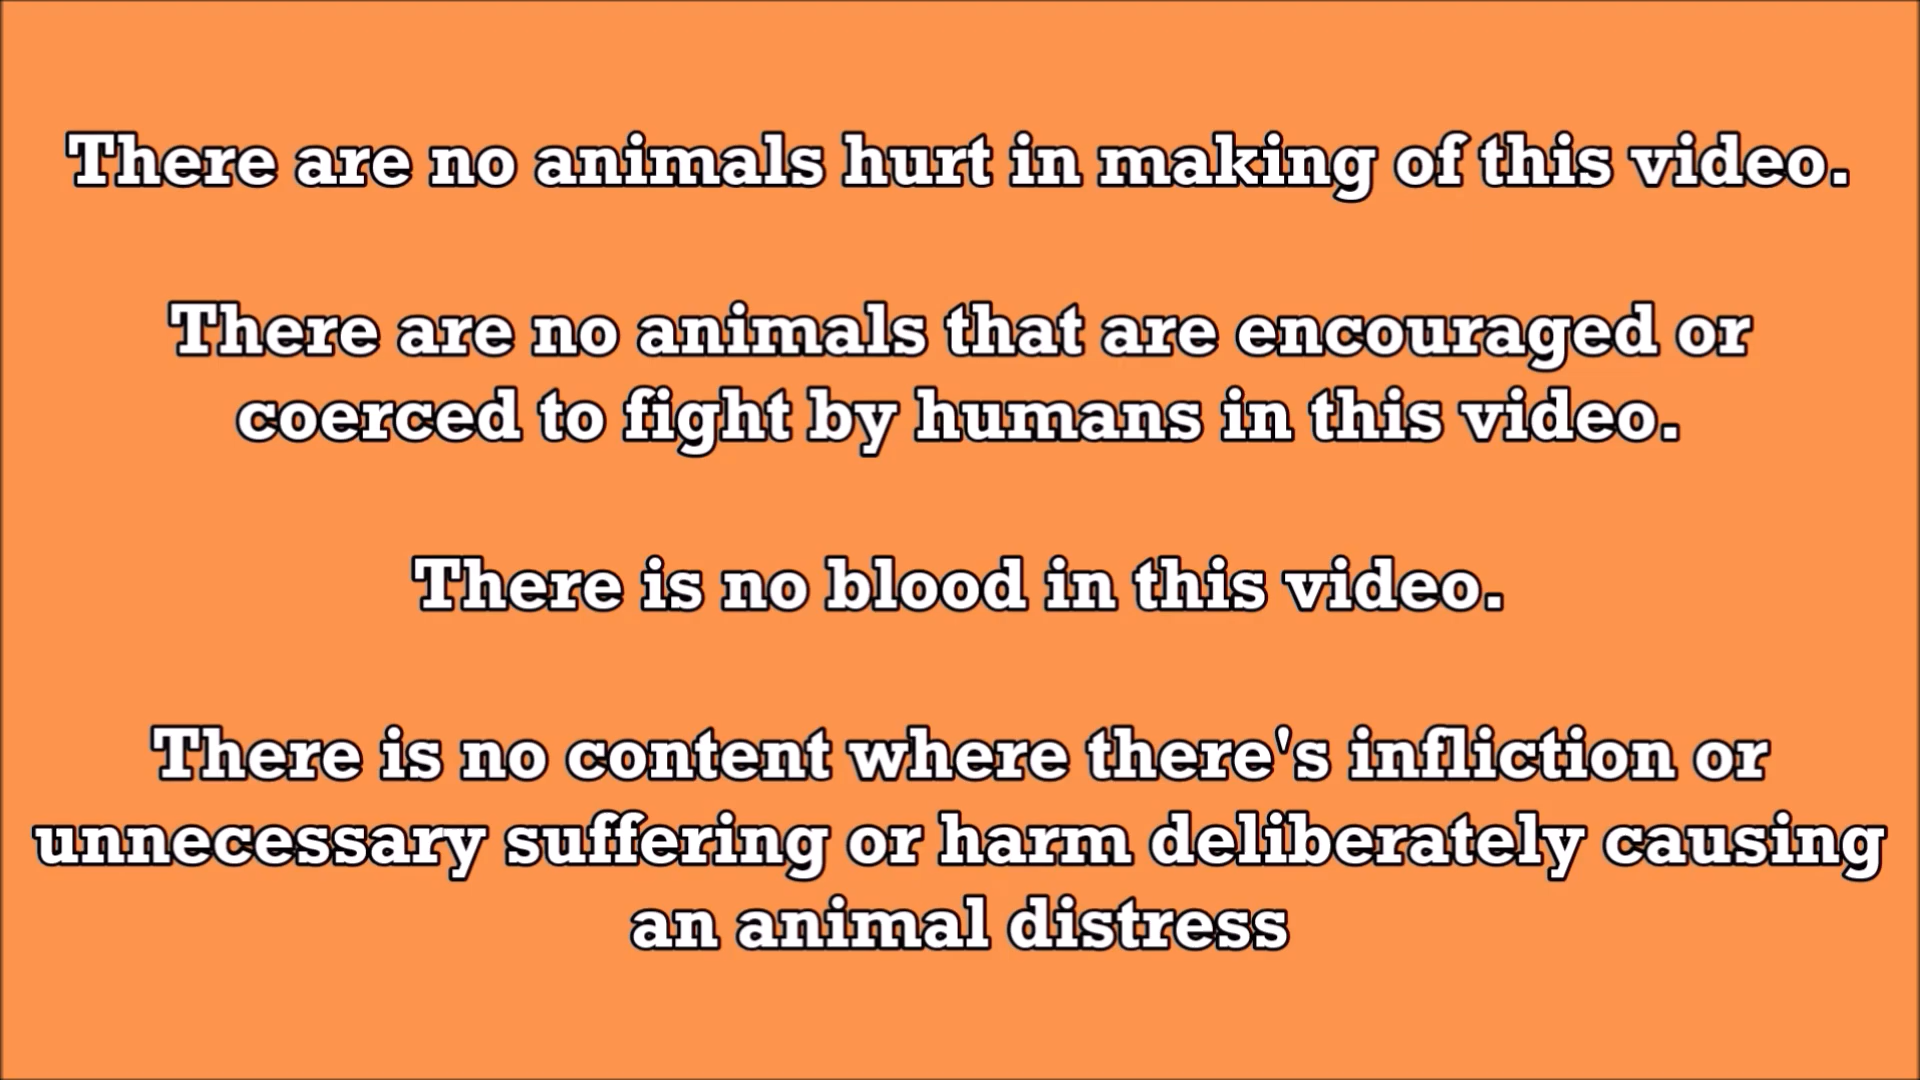 There are no animals hurt in making of this video.
There are no animals that are encouraged or
coerced to fight by humans in this video.
There is no blood in this video.
There is no content where there's infliction or
unnecessary suffering or harm deliberately causing
an animal distress